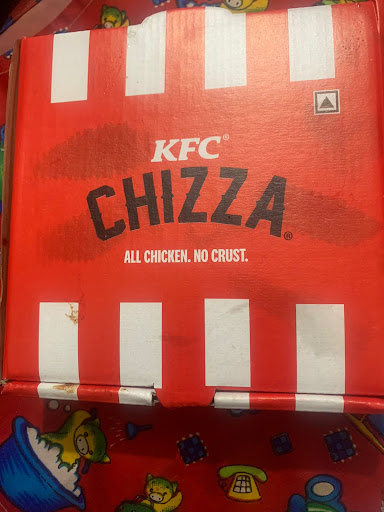 KFC®
CHIZZA®
ALL CHICKEN. NO CRUST.